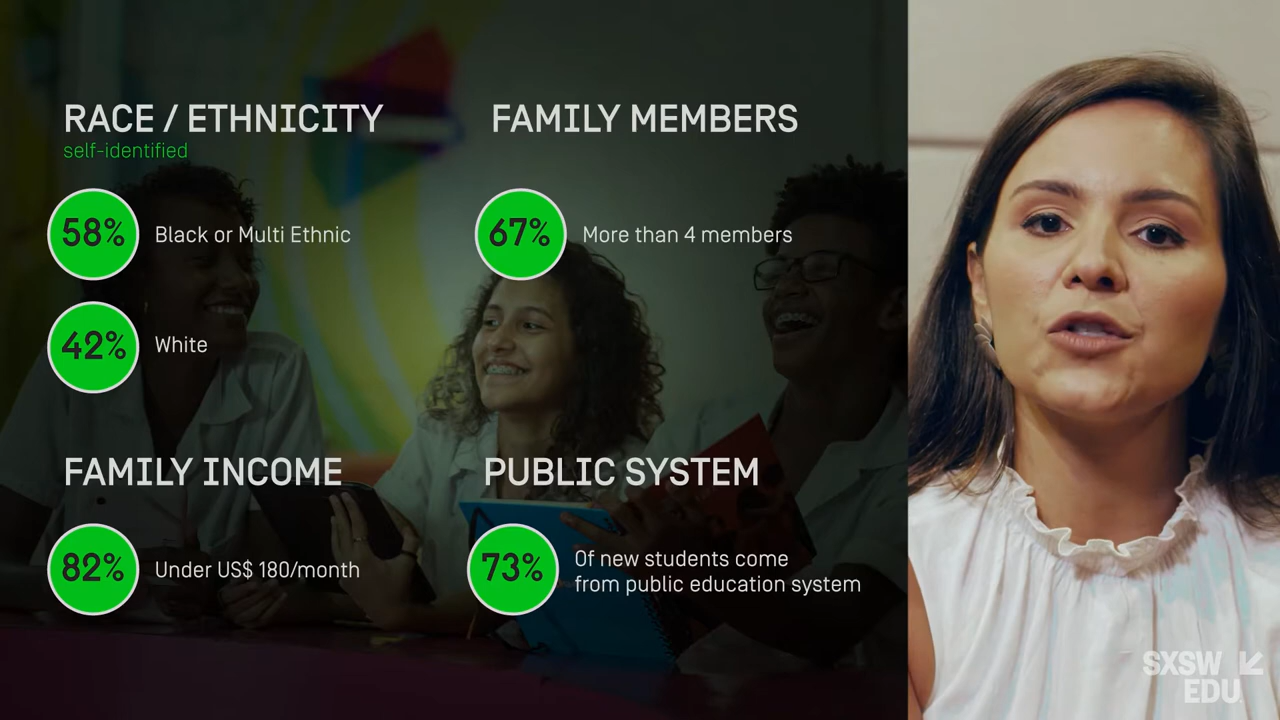 RACE / ETHNICITY
self-identified
58% Black or Multi Ethnic
42% White
FAMILY MEMBERS
67% More than 4 members
FAMILY INCOME
82% Under US$ 180/month
PUBLIC SYSTEM
73% Of new students come
from public education system
SXSW
EDU